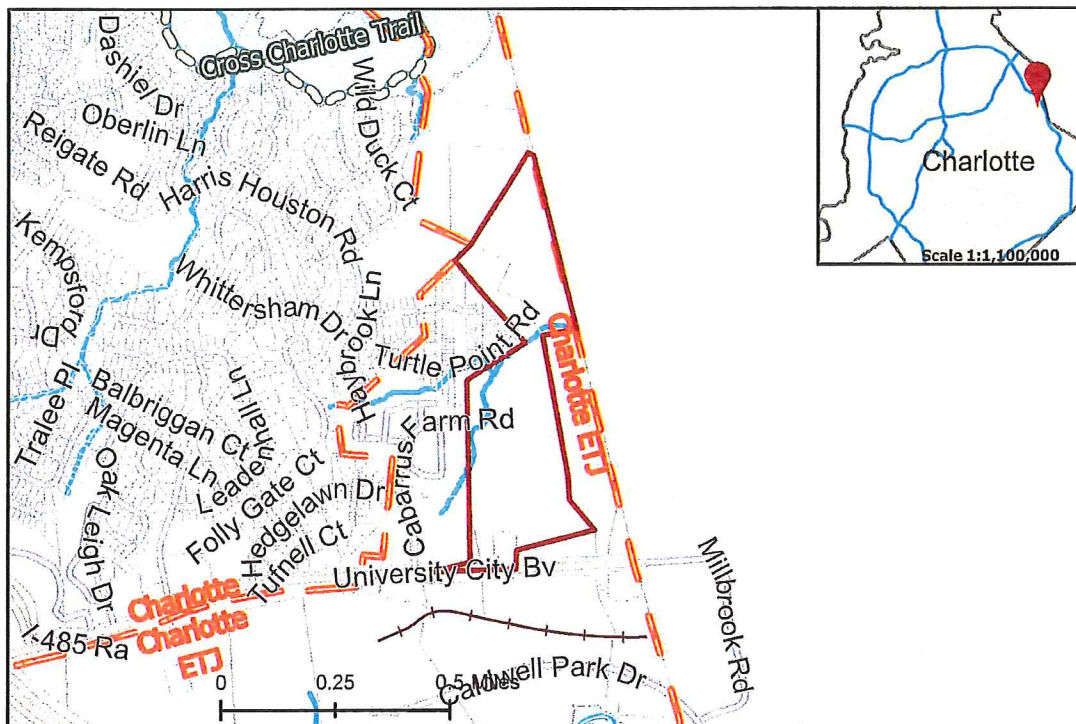 Cross Charlotte Trail
Dashie/Dr
Oberlin Ln
Reigate Rd
Wild Duck Ct
Harris Houston Rd
Kempsford
Dr
Whittersham Dr
Haybrook Ln
Turtle Point Rd
Charlotte ETJ
Tralee Pl
Balbriggan Ct
Magenta Ln
Leadenhall Ln
Cabarrus Farm Rd
Oak Leigh Dr
Folly Gate Ct
Hedgelawn Dr
Tufnell Ct
University City Bv
Millbrook Rd
Charlotte
Charlotte
ETJ
I-485 Ra
Caldwell Park Dr
0 0.25 0.5 Miles
Charlotte
Scale 1:1,100,000